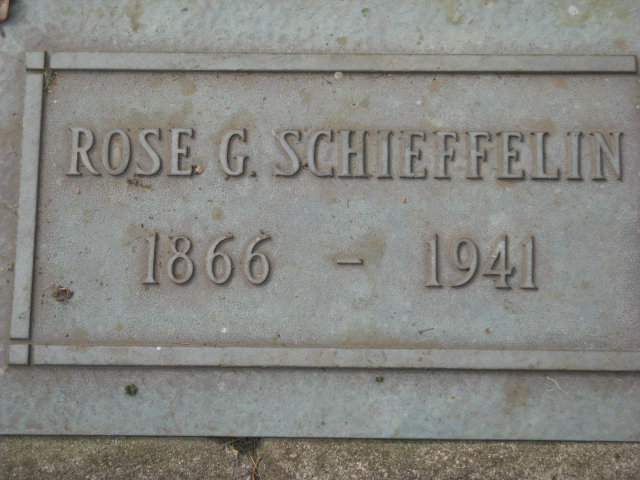 ROSE G. SCHIEFFELIN
1866 - 1941